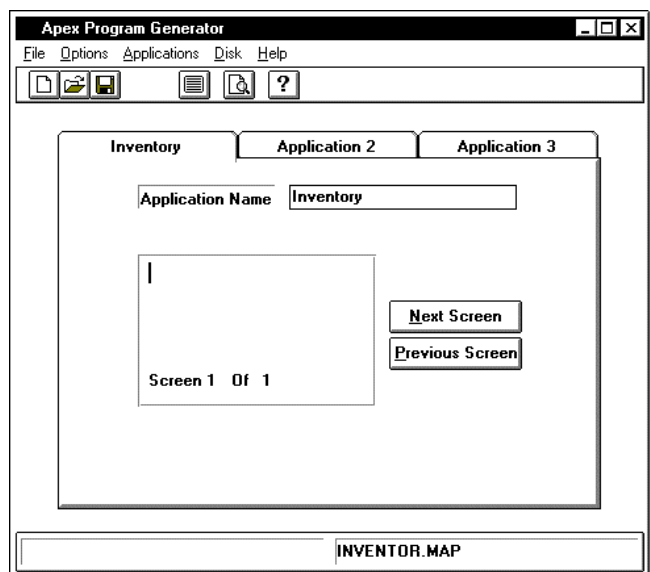 Apex Program Generator
File Options Applications Disk Help
?
Inventory Application 2 Application 3
Application Name Inventory
Next Screen
Previous Screen
Screen 1 Of 1
INVENTOR.MAP